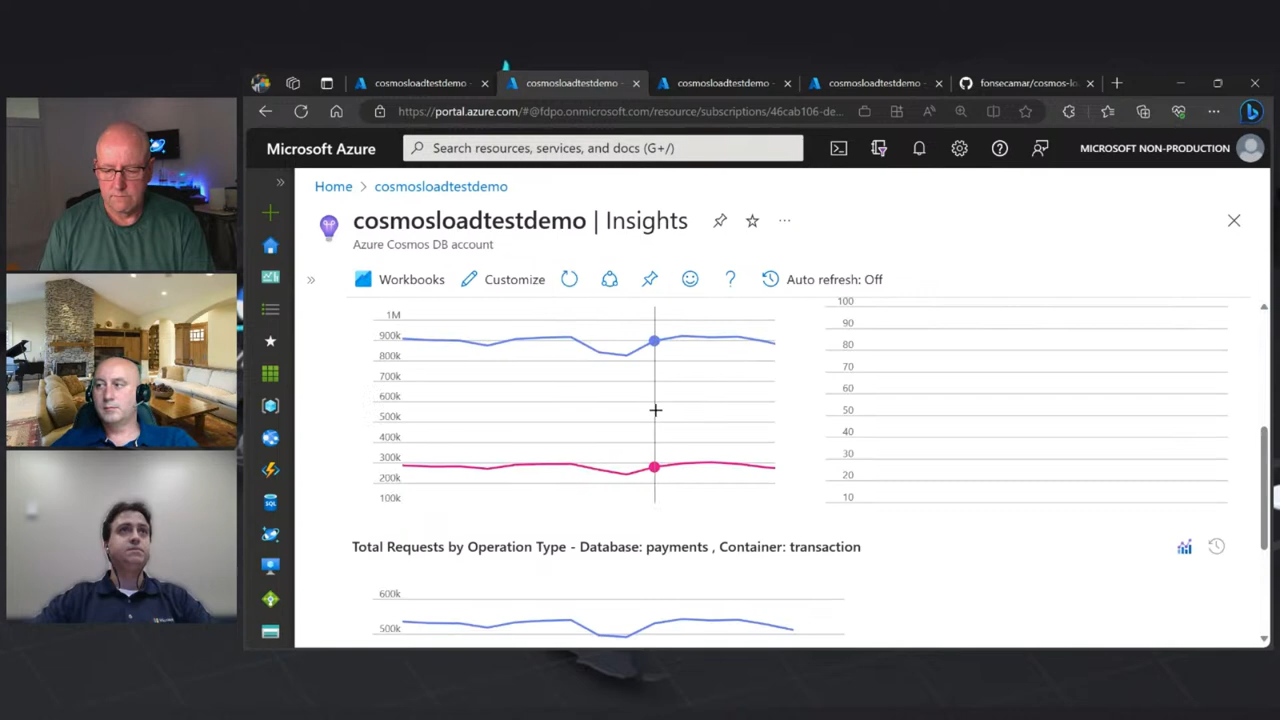 cosmosloadtestdemo
cosmosloadtestdemo
cosmosloadtestdemo
cosmosloadtestdemo
fonsecamar/cosmos-lo
https://portal.azure.com/#@fdpo.onmicrosoft.com/resource/subscriptions/46cab106-de...
Microsoft Azure
Search resources, services, and docs (G+/)
MICROSOFT NON-PRODUCTION
Home > cosmosloadtestdemo
cosmosloadtestdemo | Insights
Azure Cosmos DB account
Workbooks
Customize
Auto refresh: Off
1M
900k
800k
700k
600k
500k
400k
300k
200k
100k
100
90
80
70
60
50
40
30
20
10
Total Requests by Operation Type - Database: payments , Container: transaction
600k
500k